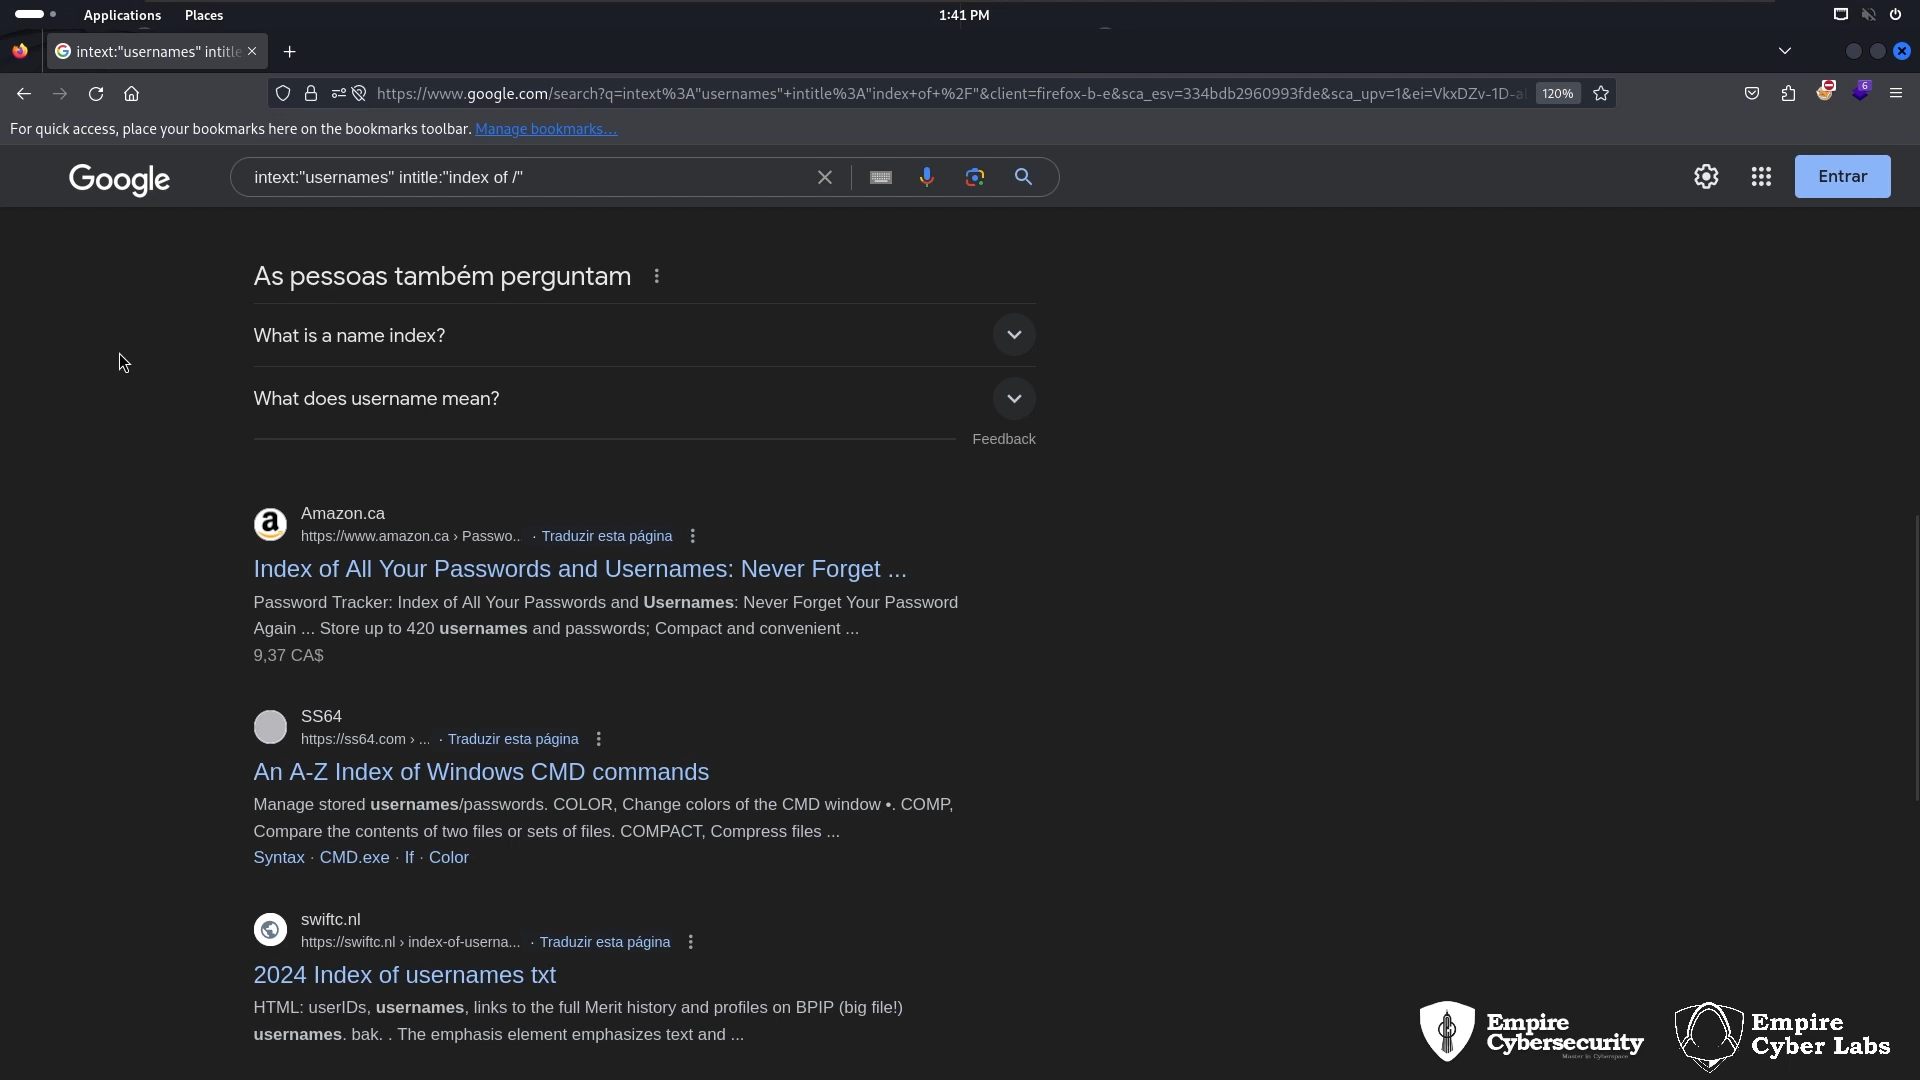 Applications Places 1:41 PM
intext:"usernames" intitle
https://www.google.com/search?q=intext%3A"usernames"+intitle%3A"index+of+%2F"&client=firefox-b-e&sca_esv=334bdb2960993fde&sca_upv=1&ei=VkxDZv-1D-a 120%
6
For quick access, place your bookmarks here on the bookmarks toolbar. Manage bookmarks…
Google intext:"usernames" intitle:"index of /" Entrar
As pessoas também perguntam
What is a name index?
What does username mean?
Feedback
Amazon.ca
https://www.amazon.ca › Passwo... · Traduzir esta página
Index of All Your Passwords and Usernames: Never Forget ...
Password Tracker: Index of All Your Passwords and Usernames: Never Forget Your Password
Again ... Store up to 420 usernames and passwords; Compact and convenient ...
9,37 CA$
SS64
https://ss64.com › ... · Traduzir esta página
An A-Z Index of Windows CMD commands
Manage stored usernames/passwords. COLOR, Change colors of the CMD window •. COMP,
Compare the contents of two files or sets of files. COMPACT, Compress files ...
Syntax · CMD.exe · If · Color
swiftc.nl
https://swiftc.nl › index-of-userna... · Traduzir esta página
2024 Index of usernames txt
HTML: userIDs, usernames, links to the full Merit history and profiles on BPIP (big file!)
usernames. bak. . The emphasis element emphasizes text and ...
Empire
Cybersecurity
Master in Cyberspace
Empire
Cyber Labs